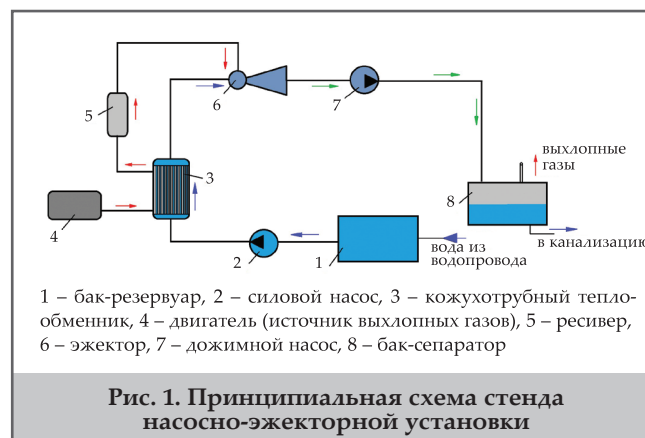 6
7
5
3
4
2
1
8
выхлопные
газы
вода из
водопровода
в канализацию
1 – бак-резервуар, 2 – силовой насос, 3 – кожухотрубный тепло-
обменник, 4 – двигатель (источник выхлопных газов), 5 – ресивер,
6 – эжектор, 7 – дожимной насос, 8 – бак-сепаратор
Рис. 1. Принципиальная схема стенда
насосно-эжекторной установки